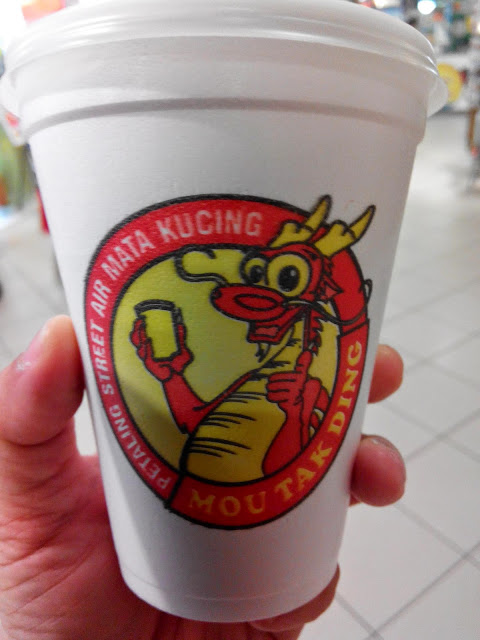 PETALING STREET AIR MATA KUCING
MOU TAK DING